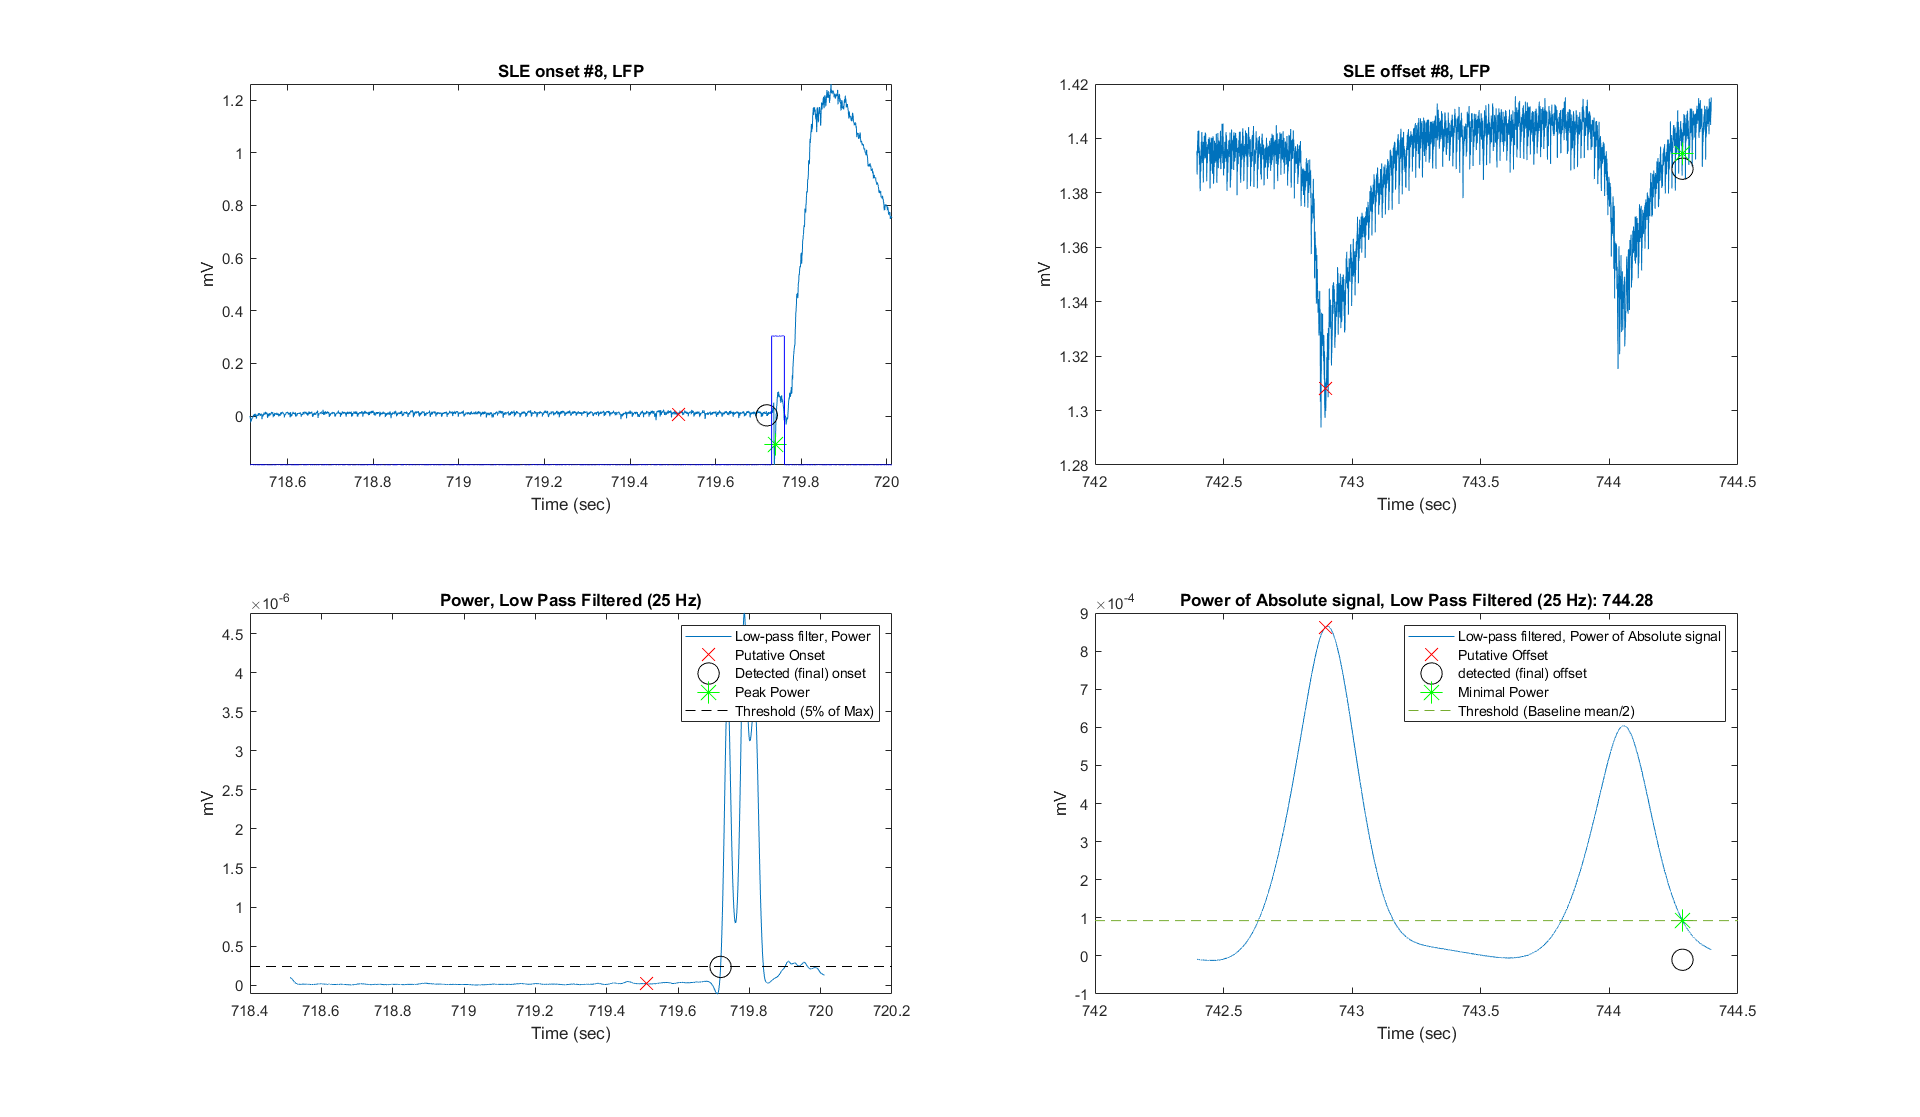 SLE onset #8, LFP
1.2
1
0.8
0.6
0.4
0.2
0
mV
718.6 718.8 719 719.2 719.4 719.6 719.8 720
Time (sec)
SLE offset #8, LFP
1.42
1.4
1.38
1.36
1.34
1.32
1.3
1.28
mV
742 742.5 743 743.5 744 744.5
Time (sec)
Power, Low Pass Filtered (25 Hz)
×10-6
4.5
4
3.5
3
2.5
2
1.5
1
0.5
0
mV
Low-pass filter, Power
Putative Onset
Detected (final) onset
Peak Power
Threshold (5% of Max)
718.4 718.6 718.8 719 719.2 719.4 719.6 719.8 720 720.2
Time (sec)
Power of Absolute signal, Low Pass Filtered (25 Hz): 744.28
×10-4
9
8
7
6
5
4
3
2
1
0
-1
mV
Low-pass filtered, Power of Absolute signal
Putative Offset
detected (final) offset
Minimal Power
Threshold (Baseline mean/2)
742 742.5 743 743.5 744 744.5
Time (sec)